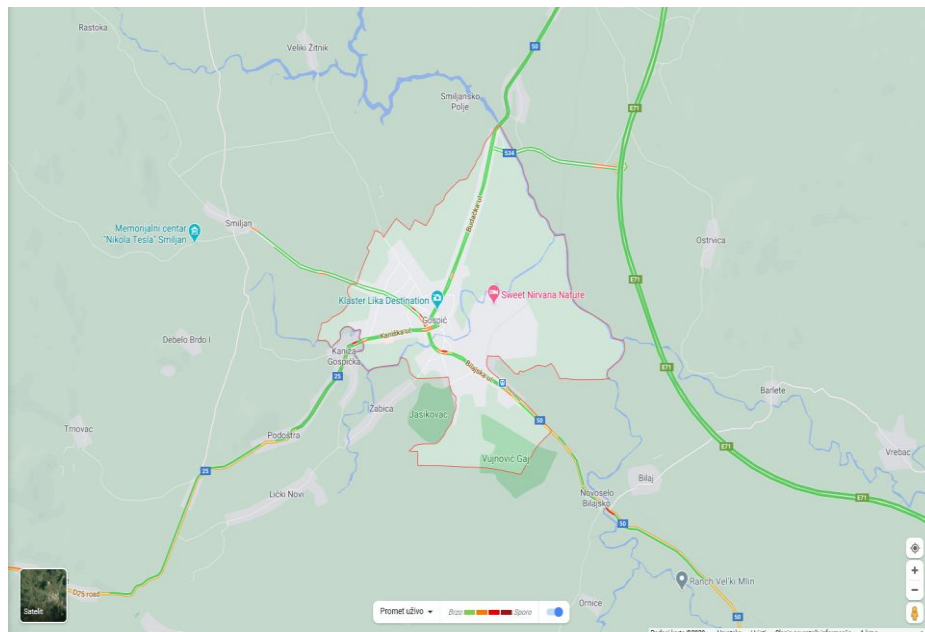 Rastoka
Veliki Žitnik
50
Smiljansko
Polje
E71
534
Budačka ul.
Smiljan
Memorijalni centar
"Nikola Tesla" Smiljan
Ostrvica
E71
Sweet Nirvana Nature
Klaster Lika Destination
Gospić
Kaniška ul.
Debelo Brdo I
Kaniža
Gospićka
25
Bilajska ul.
E71
Žabica
Barlete
Jasikovac
50
Trnovac
Podoštra
Vujnović Gaj
E71
Vrebac
25
Bilaj
Lički Novi
Novoselo
Bilajsko
E71
50
Ranch Vel'ki Mlin
D25 road
Satelit
Ornice
50
Promet uživo
Brzo
Sporo